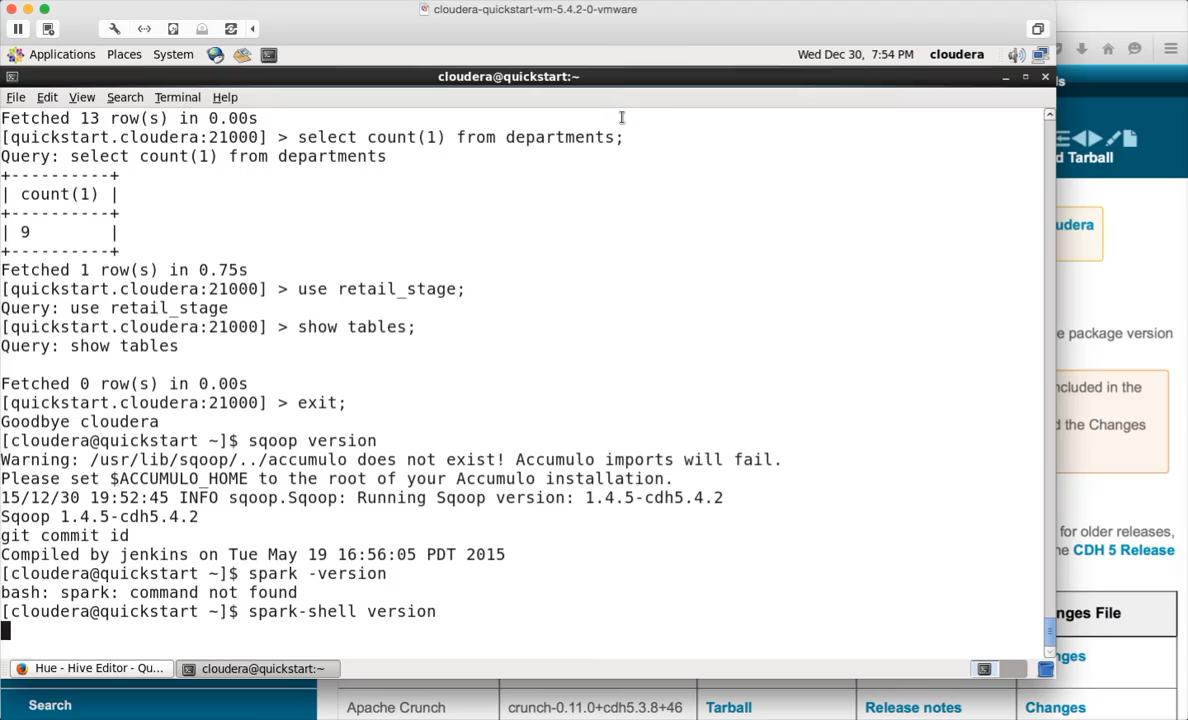 cloudera-quickstart-vm-5.4.2-0-vmware
Applications Places System Wed Dec 30, 7:54 PM cloudera
cloudera@quickstart:~
File Edit View Search Terminal Help
Fetched 13 row(s) in 0.00s
[quickstart.cloudera:21000] > select count(1) from departments;
Query: select count(1) from departments
+----------+
| count(1) |
+----------+
| 9        |
+----------+
Fetched 1 row(s) in 0.75s
[quickstart.cloudera:21000] > use retail_stage;
Query: use retail_stage
[quickstart.cloudera:21000] > show tables;
Query: show tables
Fetched 0 row(s) in 0.00s
[quickstart.cloudera:21000] > exit;
Goodbye cloudera
[cloudera@quickstart ~]$ sqoop version
Warning: /usr/lib/sqoop/../accumulo does not exist! Accumulo imports will fail.
Please set $ACCUMULO_HOME to the root of your Accumulo installation.
15/12/30 19:52:45 INFO sqoop.Sqoop: Running Sqoop version: 1.4.5-cdh5.4.2
Sqoop 1.4.5-cdh5.4.2
git commit id
Compiled by jenkins on Tue May 19 16:56:05 PDT 2015
[cloudera@quickstart ~]$ spark -version
bash: spark: command not found
[cloudera@quickstart ~]$ spark-shell version
Hue - Hive Editor - Qu... cloudera@quickstart:~
ls
d Tarball
udera
e package version
ncluded in the
d the Changes
for older releases,
ne CDH 5 Release
nges File
nges
Search Apache Crunch crunch-0.11.0+cdh5.3.8+46 Tarball Release notes Changes